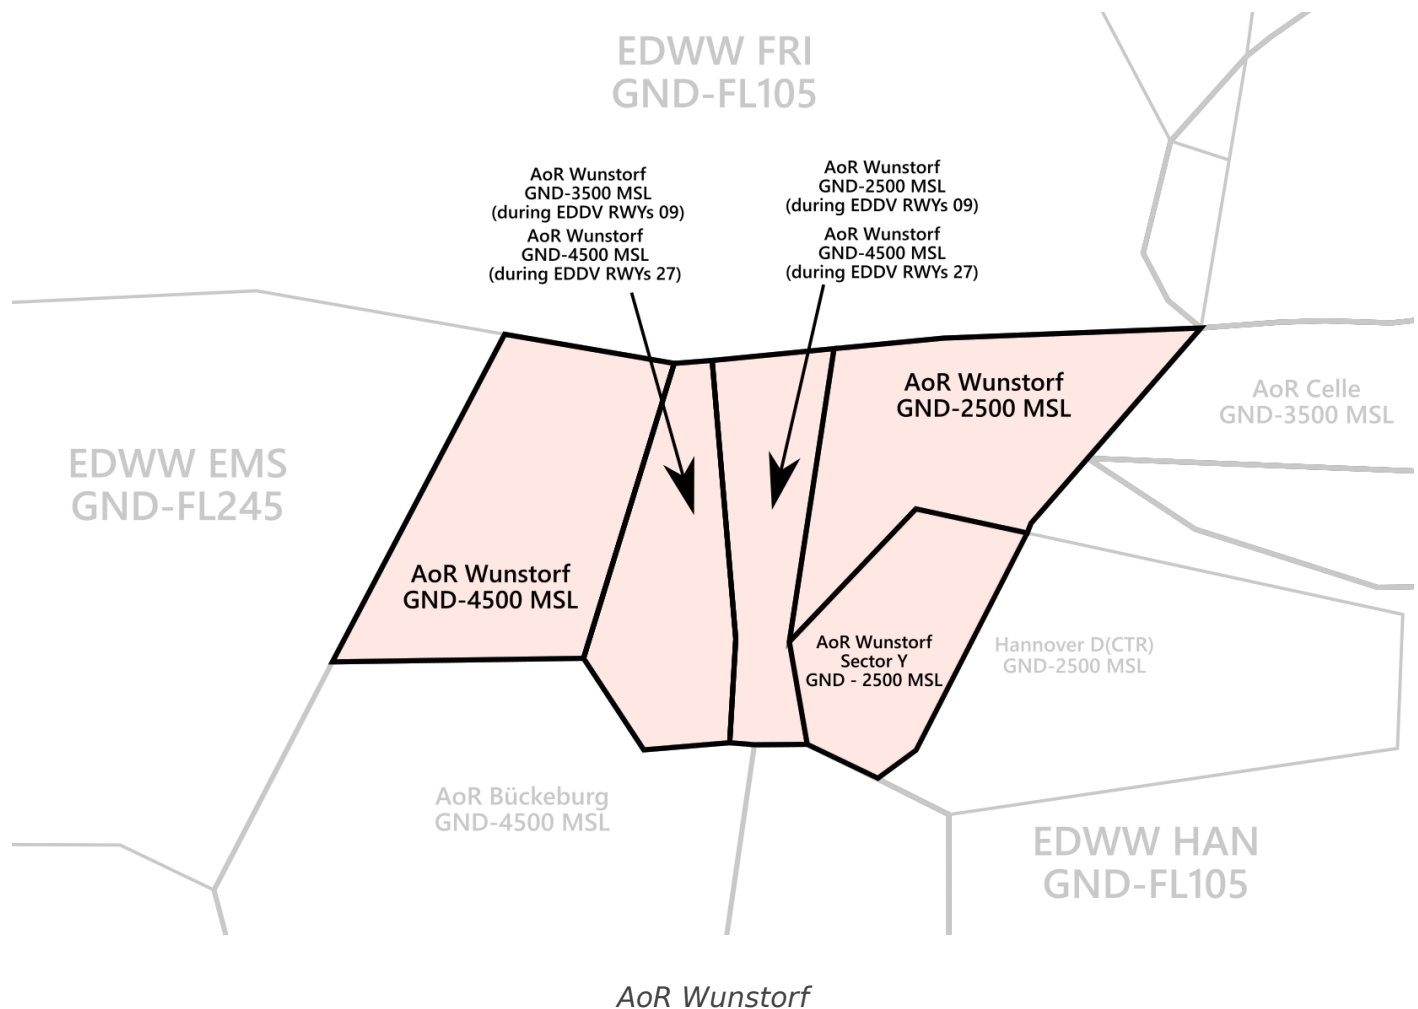 EDWW FRI
GND-FL105
AoR Wunstorf
GND-3500 MSL
(during EDDV RWYs 09)
AoR Wunstorf
GND-4500 MSL
(during EDDV RWYs 27)
AoR Wunstorf
GND-2500 MSL
(during EDDV RWYs 09)
AoR Wunstorf
GND-4500 MSL
(during EDDV RWYs 27)
AoR Wunstorf
GND-2500 MSL
AoR Celle
GND-3500 MSL
EDWW EMS
GND-FL245
AoR Wunstorf
GND-4500 MSL
AoR Wunstorf
Sector Y
GND - 2500 MSL
Hannover D(CTR)
GND-2500 MSL
AoR Bückeburg
GND-4500 MSL
EDWW HAN
GND-FL105
AoR Wunstorf